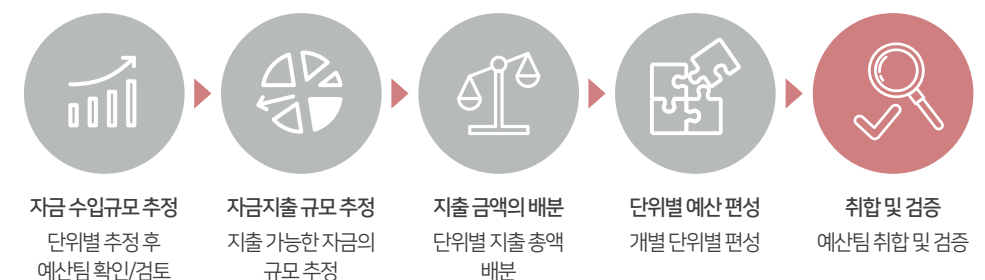 자금 수입규모 추정
단위별 추정 후
예산팀 확인/검토
자금지출 규모 추정
지출 가능한 자금의
규모 추정
지출 금액의 배분
단위별 지출 총액
배분
단위별 예산 편성
개별 단위별 편성
취합 및 검증
예산팀 취합 및 검증